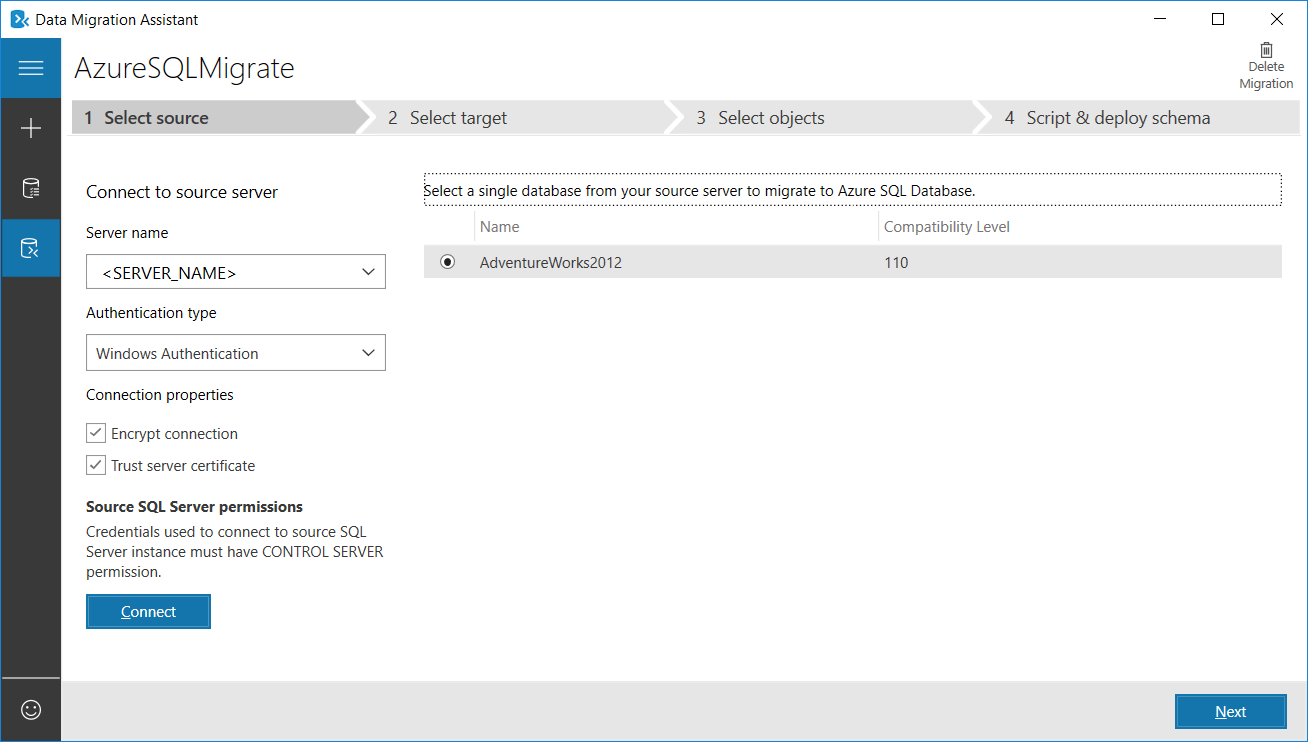 Data Migration Assistant
AzureSQLMigrate
Delete
Migration
1 Select source
2 Select target
3 Select objects
4 Script & deploy schema
Connect to source server
Server name
<SERVER_NAME>
Authentication type
Windows Authentication
Connection properties
Encrypt connection
Trust server certificate
Source SQL Server permissions
Credentials used to connect to source SQL
Server instance must have CONTROL SERVER
permission.
Connect
Select a single database from your source server to migrate to Azure SQL Database.
Name Compatibility Level
AdventureWorks2012 110
Next